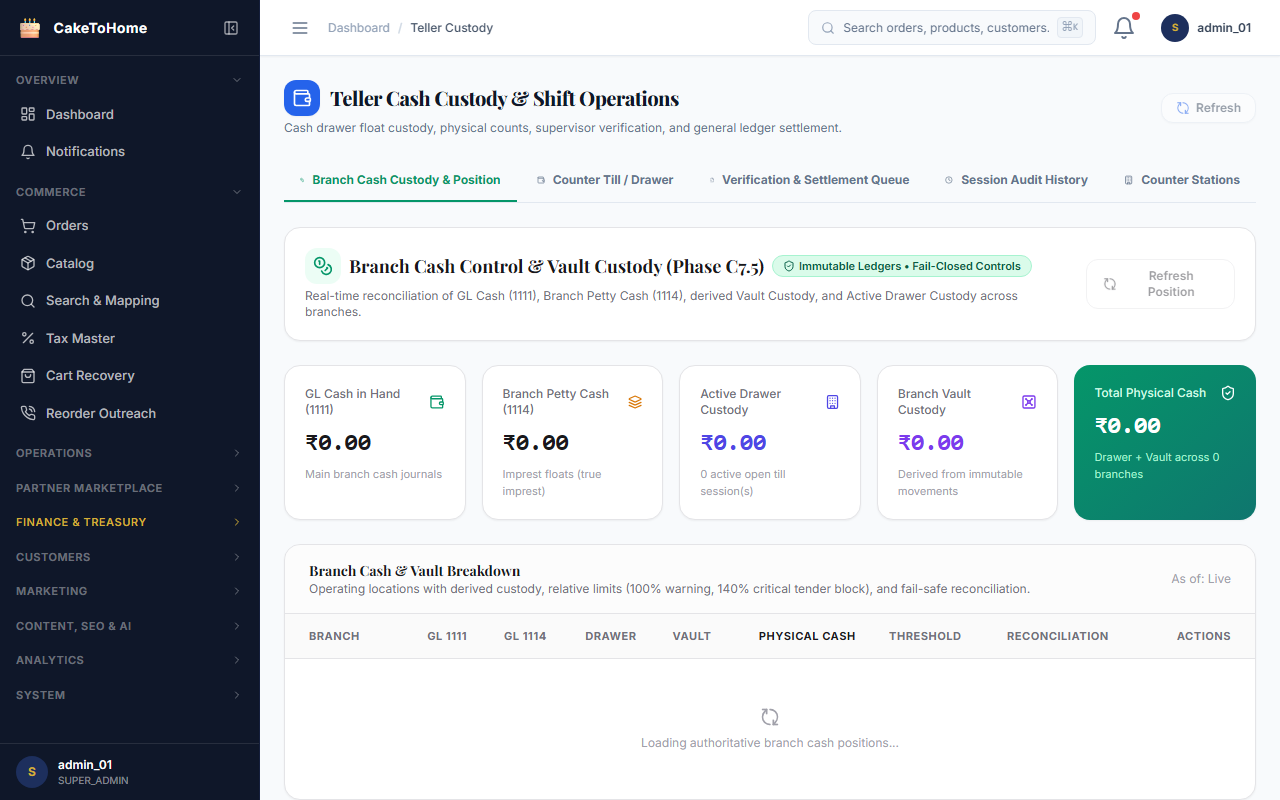 CakeToHome
OVERVIEW
Dashboard
Notifications
COMMERCE
Orders
Catalog
Search & Mapping
Tax Master
Cart Recovery
Reorder Outreach
OPERATIONS
PARTNER MARKETPLACE
FINANCE & TREASURY
CUSTOMERS
MARKETING
CONTENT, SEO & AI
ANALYTICS
SYSTEM
S
admin_01
SUPER_ADMIN
Dashboard / Teller Custody
Search orders, products, customers.
⌘K
S
admin_01
Teller Cash Custody & Shift Operations
Cash drawer float custody, physical counts, supervisor verification, and general ledger settlement.
Refresh
Branch Cash Custody & Position
Counter Till / Drawer
Verification & Settlement Queue
Session Audit History
Counter Stations
Branch Cash Control & Vault Custody (Phase C7.5)
Immutable Ledgers • Fail-Closed Controls
Real-time reconciliation of GL Cash (1111), Branch Petty Cash (1114), derived Vault Custody, and Active Drawer Custody across
branches.
Refresh
Position
GL Cash in Hand
(1111)
₹0.00
Main branch cash journals
Branch Petty Cash
(1114)
₹0.00
Imprest floats (true
imprest)
Active Drawer
Custody
₹0.00
0 active open till
session(s)
Branch Vault
Custody
₹0.00
Derived from immutable
movements
Total Physical Cash
₹0.00
Drawer + Vault across 0
branches
Branch Cash & Vault Breakdown
Operating locations with derived custody, relative limits (100% warning, 140% critical tender block), and fail-safe reconciliation.
As of: Live
BRANCH GL 1111 GL 1114 DRAWER VAULT PHYSICAL CASH THRESHOLD RECONCILIATION ACTIONS
Loading authoritative branch cash positions...